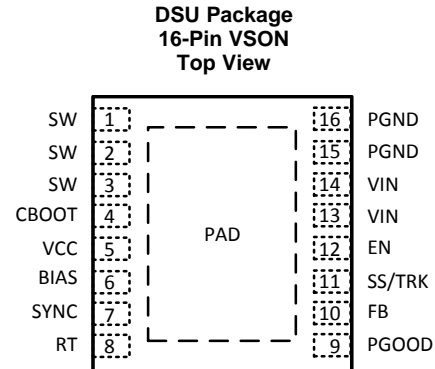 DSU Package
16-Pin VSON
Top View
SW 1 16 PGND
SW 2 15 PGND
SW 3 14 VIN
CBOOT 4 13 VIN
VCC 5 PAD 12 EN
BIAS 6 11 SS/TRK
SYNC 7 10 FB
RT 8 9 PGOOD